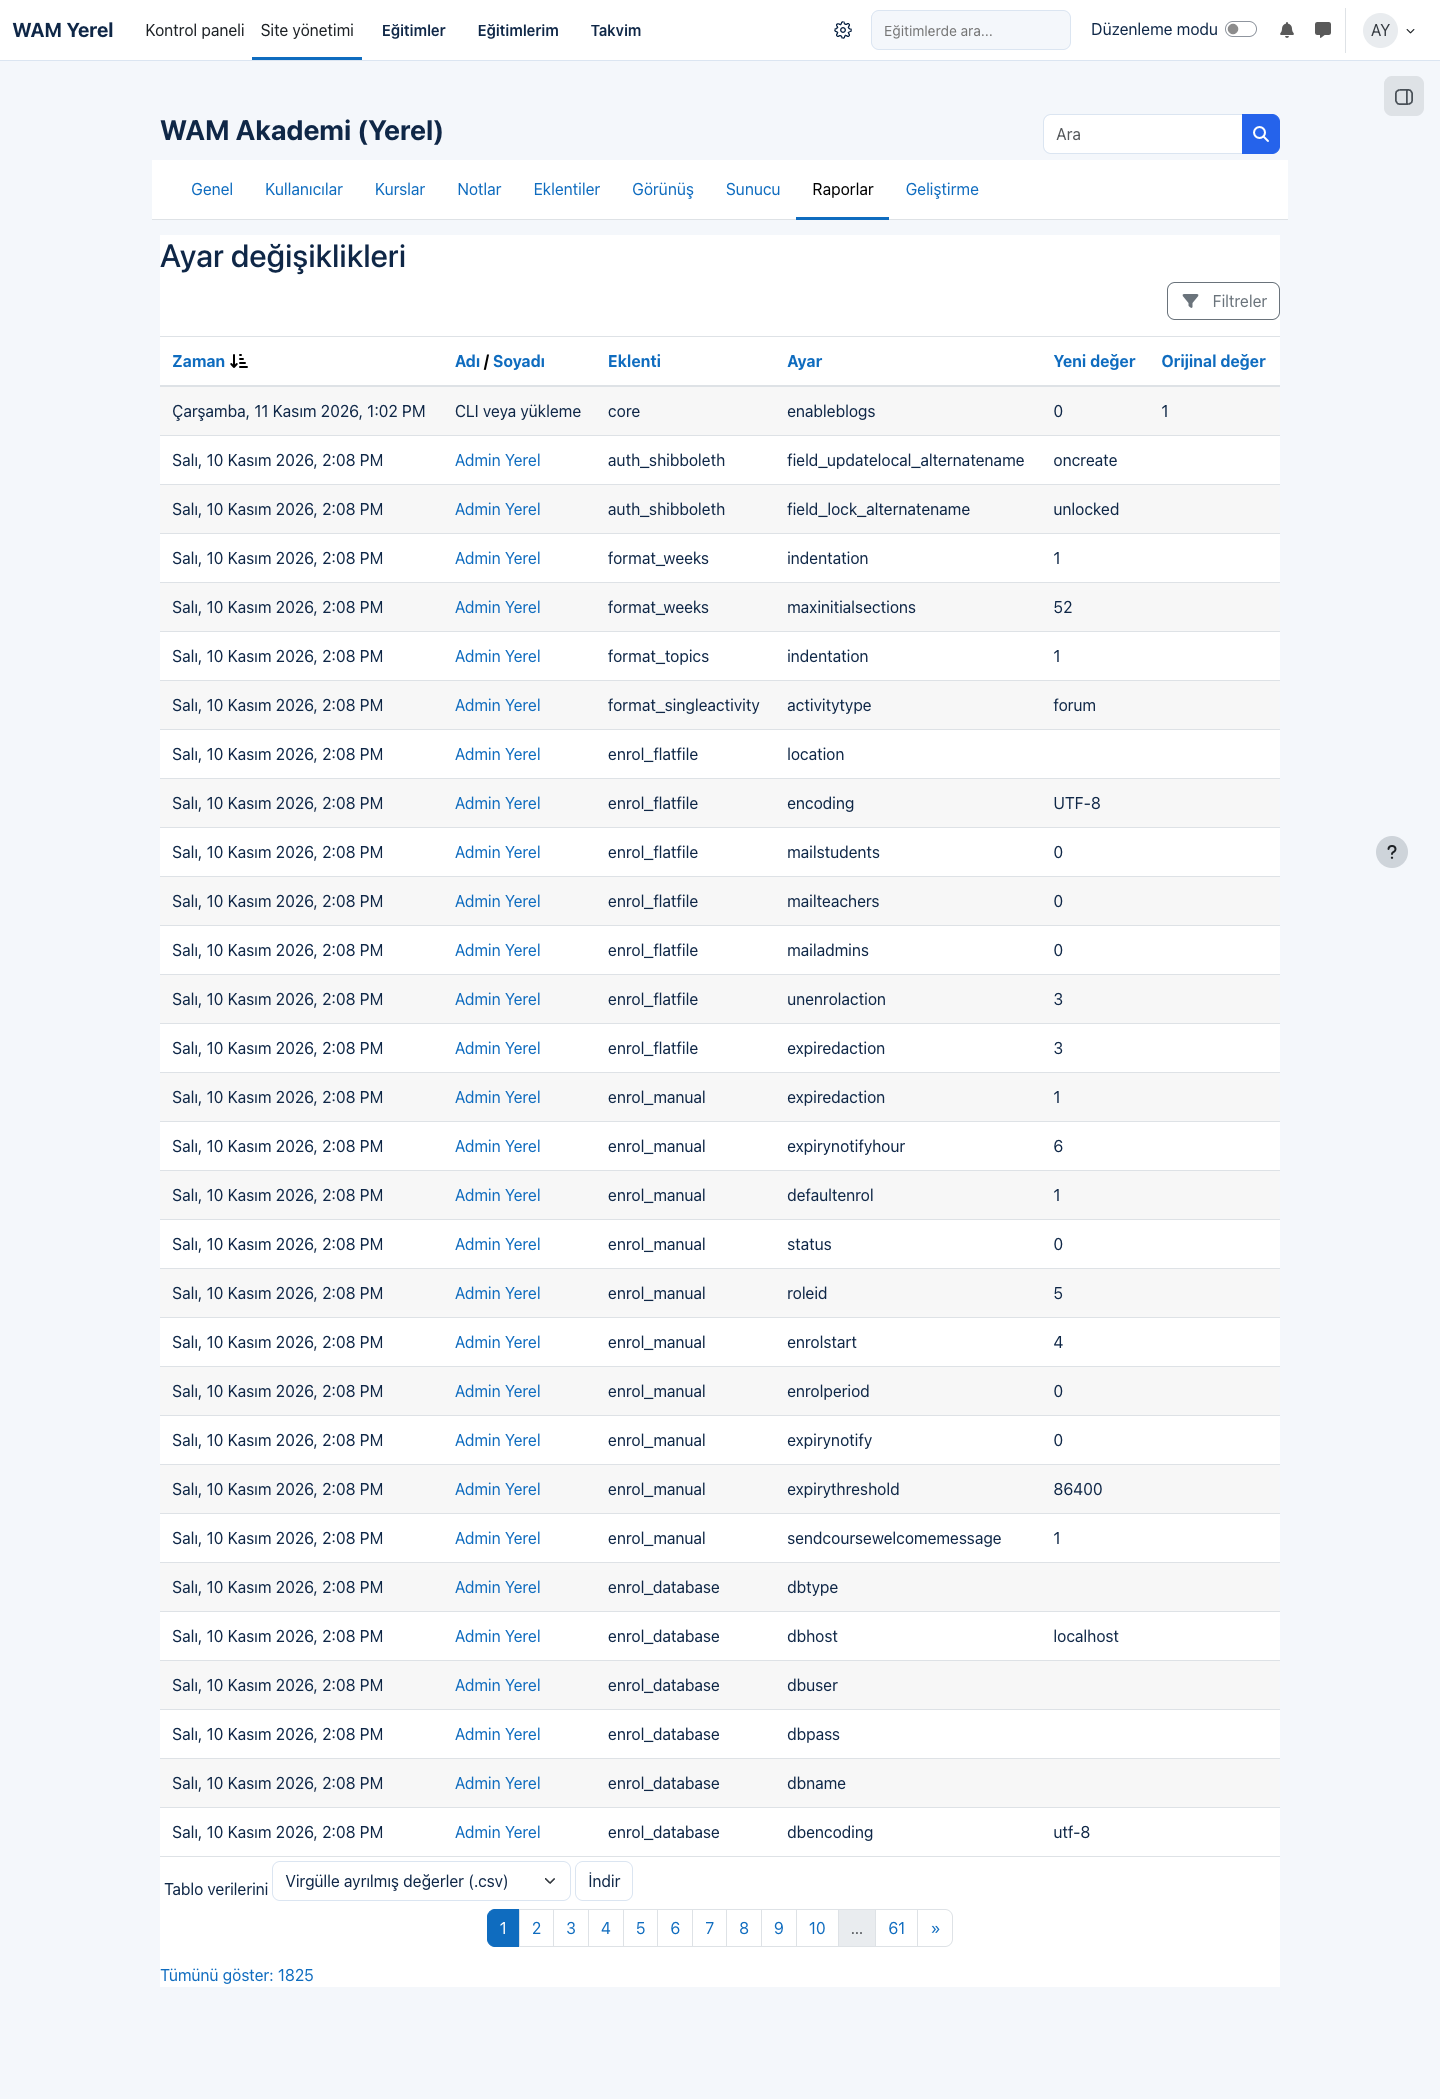 WAM Yerel Kontrol paneli Site yönetimi Eğitimler Eğitimlerim Takvim Eğitimlerde ara... Düzenleme modu AY
WAM Akademi (Yerel) Ara
Genel Kullanıcılar Kurslar Notlar Eklentiler Görünüş Sunucu Raporlar Geliştirme
Ayar değişiklikleri
Filtreler
Zaman Adı / Soyadı Eklenti Ayar Yeni değer Orijinal değer
Çarşamba, 11 Kasım 2026, 1:02 PM CLI veya yükleme core enableblogs 0 1
Salı, 10 Kasım 2026, 2:08 PM Admin Yerel auth_shibboleth field_updatelocal_alternatename oncreate
Salı, 10 Kasım 2026, 2:08 PM Admin Yerel auth_shibboleth field_lock_alternatename unlocked
Salı, 10 Kasım 2026, 2:08 PM Admin Yerel format_weeks indentation 1
Salı, 10 Kasım 2026, 2:08 PM Admin Yerel format_weeks maxinitialsections 52
Salı, 10 Kasım 2026, 2:08 PM Admin Yerel format_topics indentation 1
Salı, 10 Kasım 2026, 2:08 PM Admin Yerel format_singleactivity activitytype forum
Salı, 10 Kasım 2026, 2:08 PM Admin Yerel enrol_flatfile location
Salı, 10 Kasım 2026, 2:08 PM Admin Yerel enrol_flatfile encoding UTF-8
Salı, 10 Kasım 2026, 2:08 PM Admin Yerel enrol_flatfile mailstudents 0
?
Salı, 10 Kasım 2026, 2:08 PM Admin Yerel enrol_flatfile mailteachers 0
Salı, 10 Kasım 2026, 2:08 PM Admin Yerel enrol_flatfile mailadmins 0
Salı, 10 Kasım 2026, 2:08 PM Admin Yerel enrol_flatfile unenrolaction 3
Salı, 10 Kasım 2026, 2:08 PM Admin Yerel enrol_flatfile expiredaction 3
Salı, 10 Kasım 2026, 2:08 PM Admin Yerel enrol_manual expiredaction 1
Salı, 10 Kasım 2026, 2:08 PM Admin Yerel enrol_manual expirynotifyhour 6
Salı, 10 Kasım 2026, 2:08 PM Admin Yerel enrol_manual defaultenrol 1
Salı, 10 Kasım 2026, 2:08 PM Admin Yerel enrol_manual status 0
Salı, 10 Kasım 2026, 2:08 PM Admin Yerel enrol_manual roleid 5
Salı, 10 Kasım 2026, 2:08 PM Admin Yerel enrol_manual enrolstart 4
Salı, 10 Kasım 2026, 2:08 PM Admin Yerel enrol_manual enrolperiod 0
Salı, 10 Kasım 2026, 2:08 PM Admin Yerel enrol_manual expirynotify 0
Salı, 10 Kasım 2026, 2:08 PM Admin Yerel enrol_manual expirythreshold 86400
Salı, 10 Kasım 2026, 2:08 PM Admin Yerel enrol_manual sendcoursewelcomemessage 1
Salı, 10 Kasım 2026, 2:08 PM Admin Yerel enrol_database dbtype
Salı, 10 Kasım 2026, 2:08 PM Admin Yerel enrol_database dbhost localhost
Salı, 10 Kasım 2026, 2:08 PM Admin Yerel enrol_database dbuser
Salı, 10 Kasım 2026, 2:08 PM Admin Yerel enrol_database dbpass
Salı, 10 Kasım 2026, 2:08 PM Admin Yerel enrol_database dbname
Salı, 10 Kasım 2026, 2:08 PM Admin Yerel enrol_database dbencoding utf-8
Tablo verilerini Virgülle ayrılmış değerler (.csv) İndir
1 2 3 4 5 6 7 8 9 10 ... 61 »
Tümünü göster: 1825